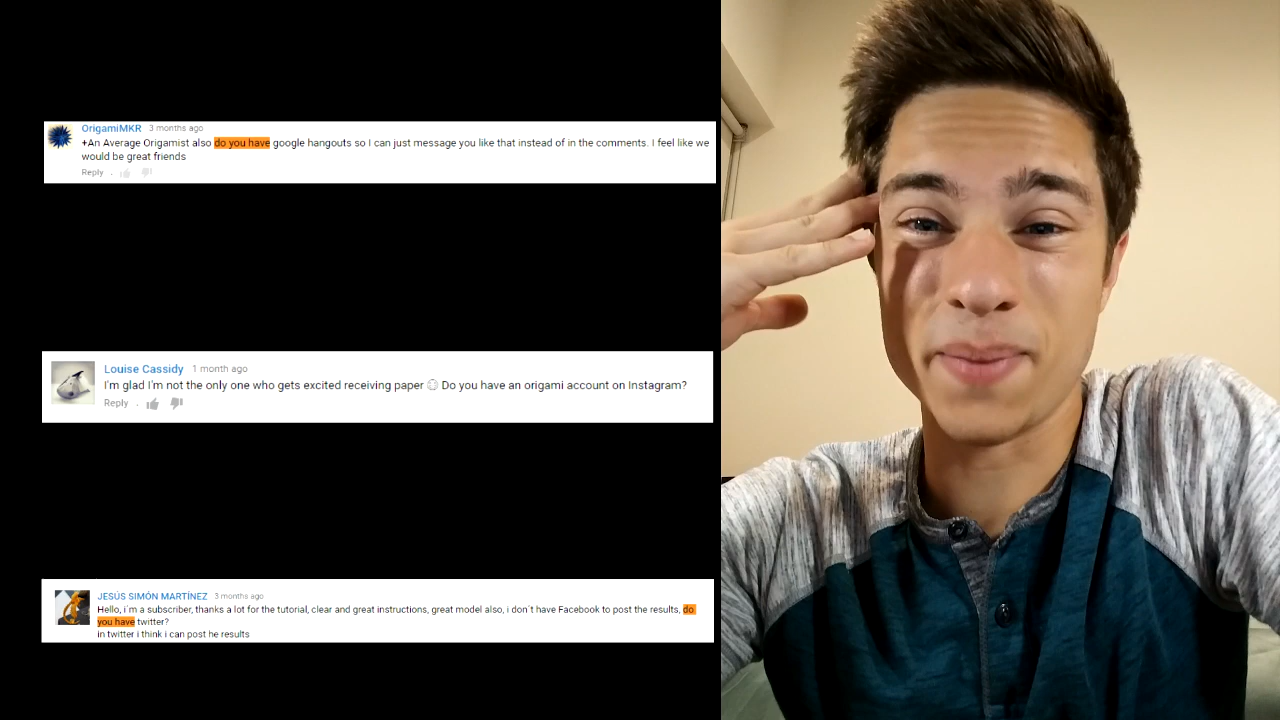 OrigamiMKR 3 months ago
+An Average Origamist also do you have google hangouts so I can just message you like that instead of in the comments. I feel like we
would be great friends
Reply .
Louise Cassidy 1 month ago
I'm glad I'm not the only one who gets excited receiving paper Do you have an origami account on Instagram?
Reply .
JESÚS SIMÓN MARTÍNEZ 3 months ago
Hello, i´m a subscriber, thanks a lot for the tutorial, clear and great instructions, great model also, i don´t have Facebook to post the results, do
you have twitter?
in twitter i think i can post he results